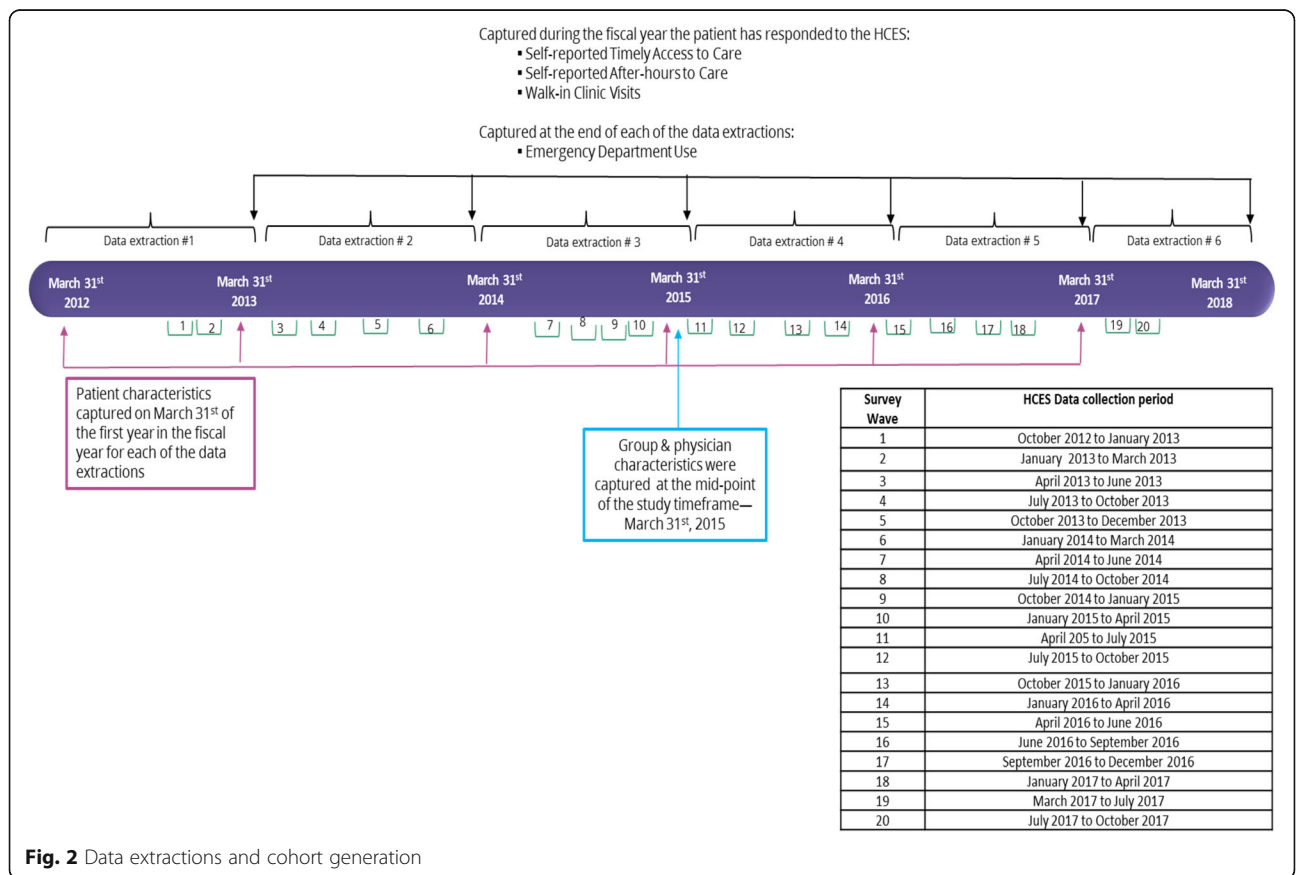 Captured during the fiscal year the patient has responded to the HCES:
▪ Self-reported Timely Access to Care
▪ Self-reported After-hours to Care
▪ Walk-in Clinic Visits
Captured at the end of each of the data extractions:
▪ Emergency Department Use
Data extraction #1
Data extraction # 2
Data extraction # 3
Data extraction # 4
Data extraction # 5
Data extraction # 6
March 31st
2012
March 31st
2013
March 31st
2014
March 31st
2015
March 31st
2016
March 31st
2017
March 31st
2018
1 2 3 4 5 6 7 8 9 10 11 12 13 14 15 16 17 18 19 20
Patient characteristics
captured on March 31st of
the first year in the fiscal
year for each of the data
extractions
Group & physician
characteristics were
captured at the mid-point
of the study timeframe—
March 31st, 2015
Survey
Wave
HCES Data collection period
1 October 2012 to January 2013
2 January 2013 to March 2013
3 April 2013 to June 2013
4 July 2013 to October 2013
5 October 2013 to December 2013
6 January 2014 to March 2014
7 April 2014 to June 2014
8 July 2014 to October 2014
9 October 2014 to January 2015
10 January 2015 to April 2015
11 April 205 to July 2015
12 July 2015 to October 2015
13 October 2015 to January 2016
14 January 2016 to April 2016
15 April 2016 to June 2016
16 June 2016 to September 2016
17 September 2016 to December 2016
18 January 2017 to April 2017
19 March 2017 to July 2017
20 July 2017 to October 2017
Fig. 2 Data extractions and cohort generation